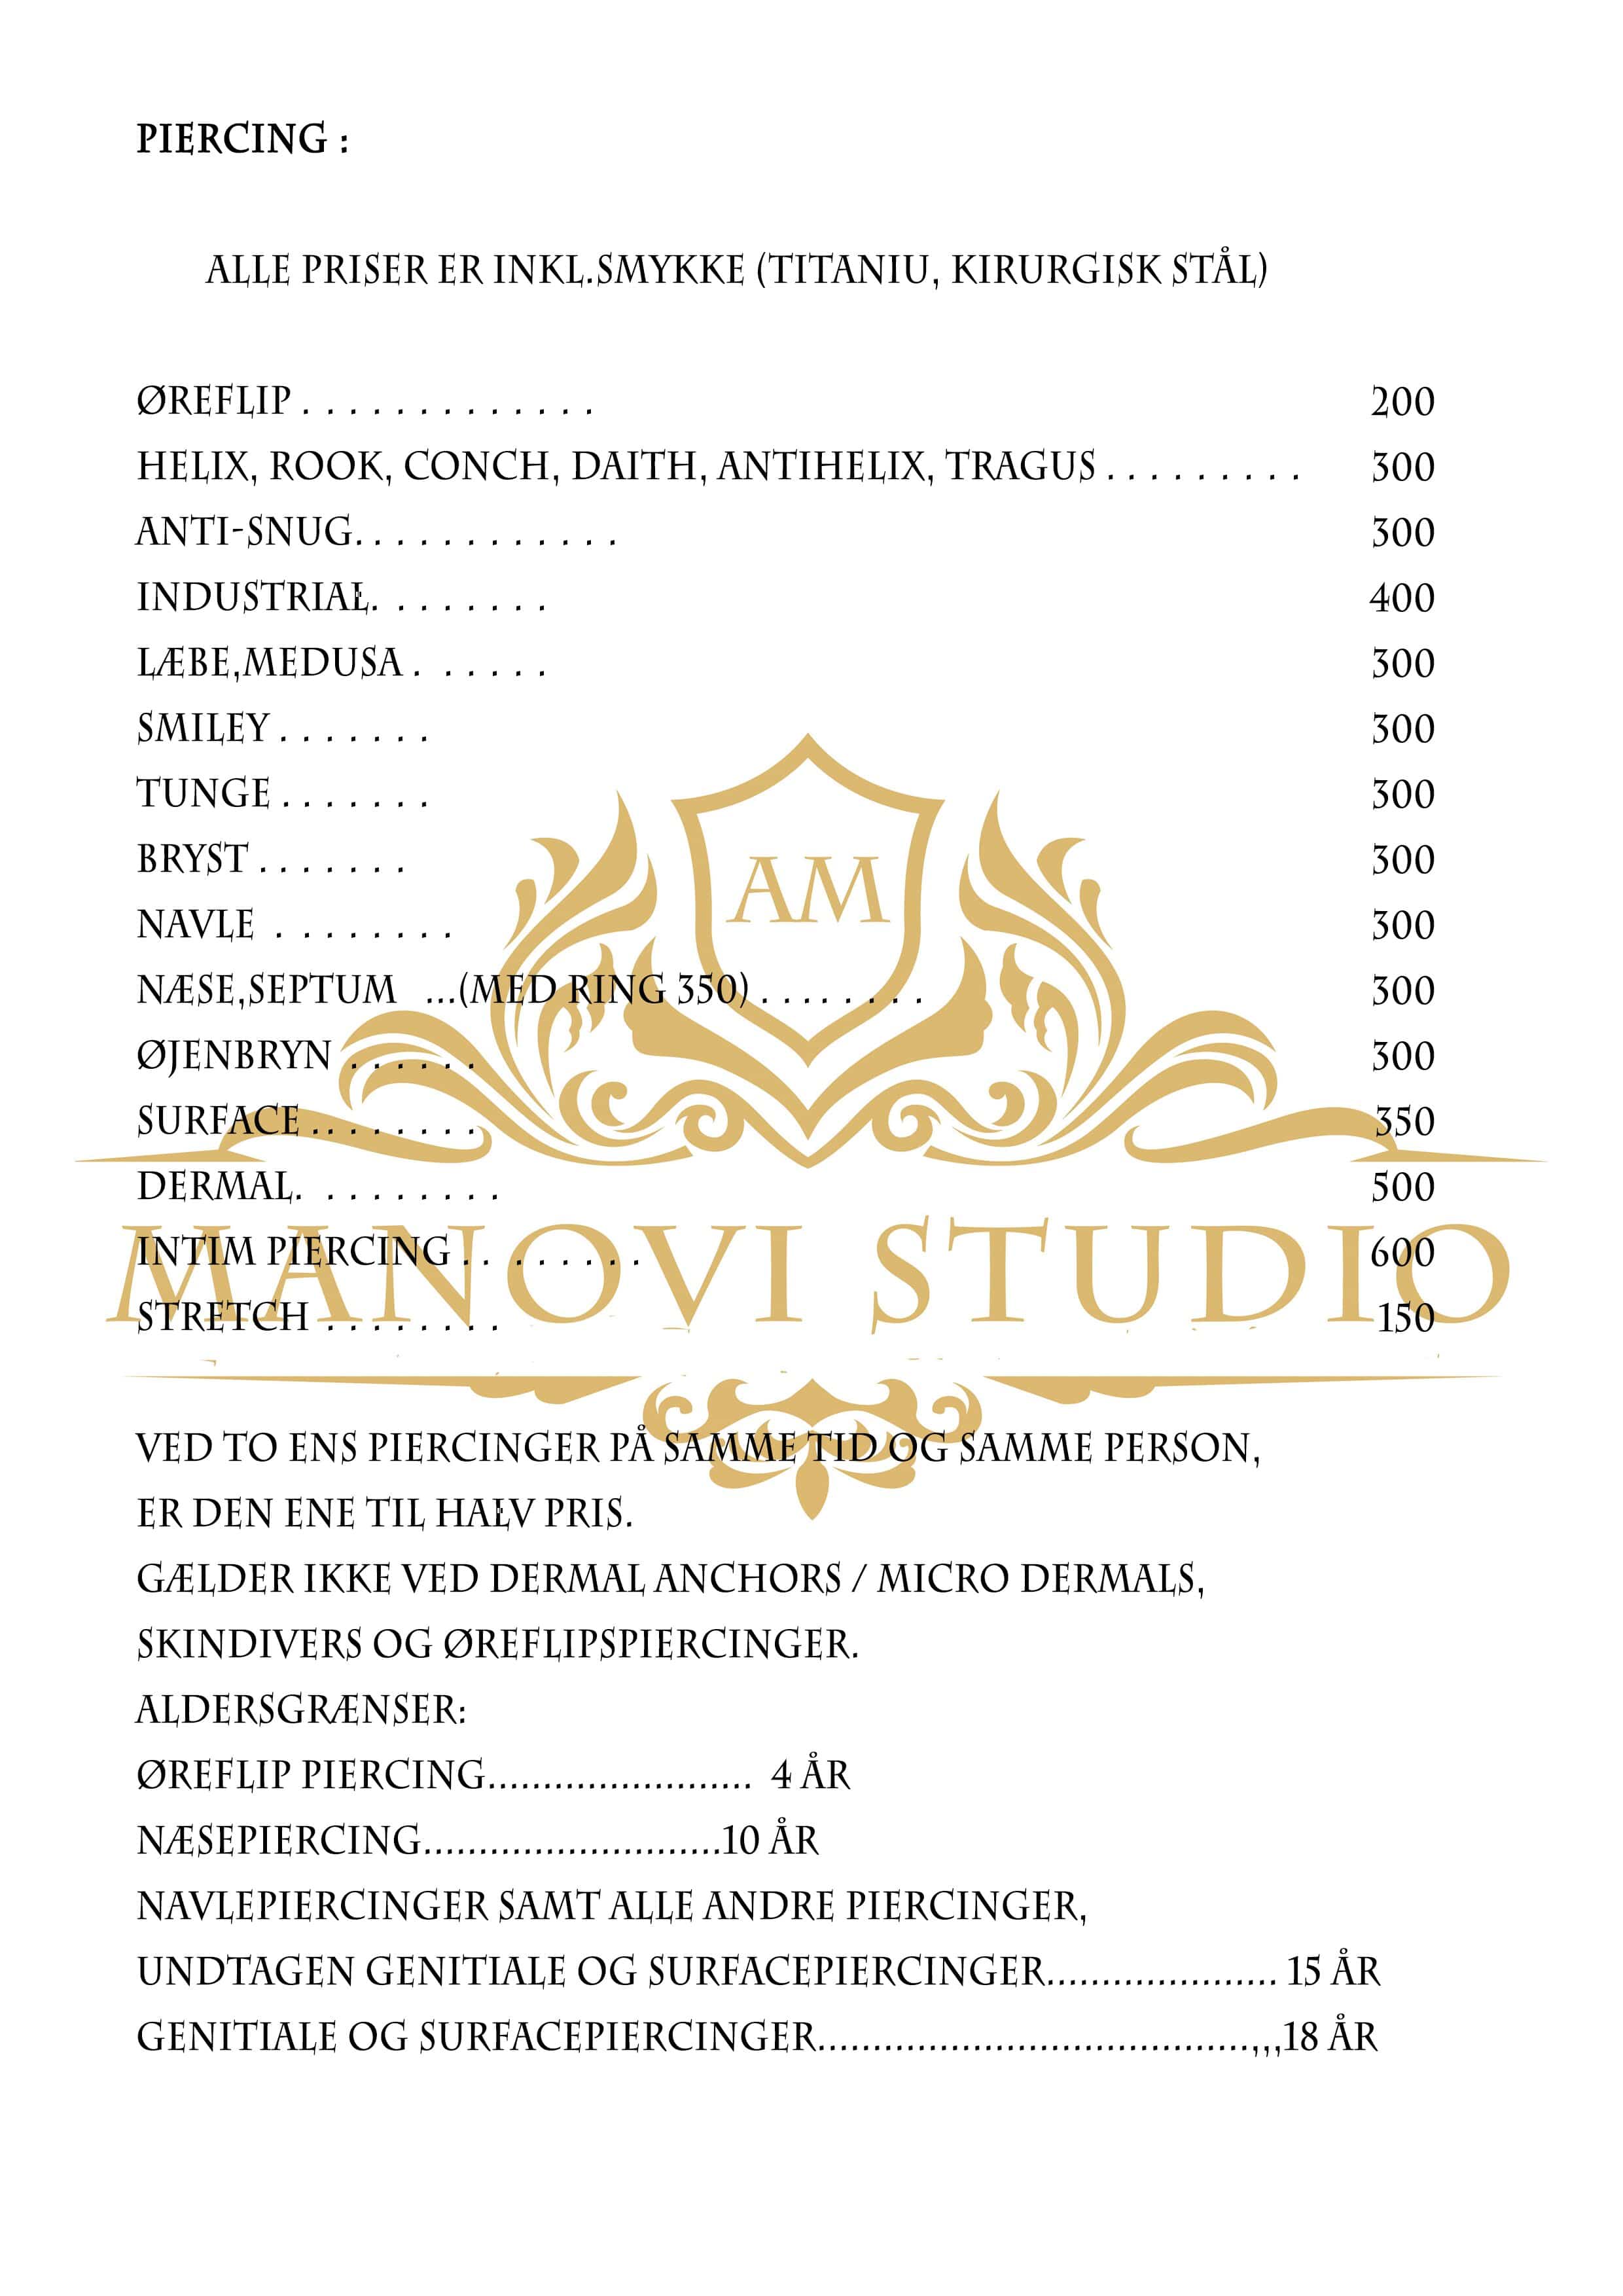 PIERCING :
ALLE PRISER ER INKL.SMYKKE (TITANIU, KIRURGISK STÅL)
ØREFLIP . . . . . . . . . . . . . 200
HELIX, ROOK, CONCH, DAITH, ANTIHELIX, TRAGUS . . . . . . . . . 300
ANTI-SNUG. . . . . . . . . . . . 300
INDUSTRIAL. . . . . . . . 400
LÆBE,MEDUSA . . . . . . 300
SMILEY . . . . . . . 300
TUNGE . . . . . . . 300
BRYST . . . . . . . 300
AM
NAVLE . . . . . . . . 300
NÆSE,SEPTUM ...(MED RING 350) . . . . . . . . 300
ØJENBRYN . . . . . . 300
SURFACE . . . . . . . . 350
DERMAL. . . . . . . . . 500
INTIM PIERCING . . . . . . . . 600
MANOVI STUDIO
STRETCH . . . . . . . . 150
VED TO ENS PIERCINGER PÅ SAMME TID OG SAMME PERSON,
ER DEN ENE TIL HALV PRIS.
GÆLDER IKKE VED DERMAL ANCHORS / MICRO DERMALS,
SKINDIVERS OG ØREFLIPSPIERCINGER.
ALDERSGRÆNSER:
ØREFLIP PIERCING....................... 4 ÅR
NÆSEPIERCING..........................10 ÅR
NAVLEPIERCINGER SAMT ALLE ANDRE PIERCINGER,
UNDTAGEN GENITIALE OG SURFACEPIERCINGER..................... 15 ÅR
GENITIALE OG SURFACEPIERCINGER......................................,,,18 ÅR